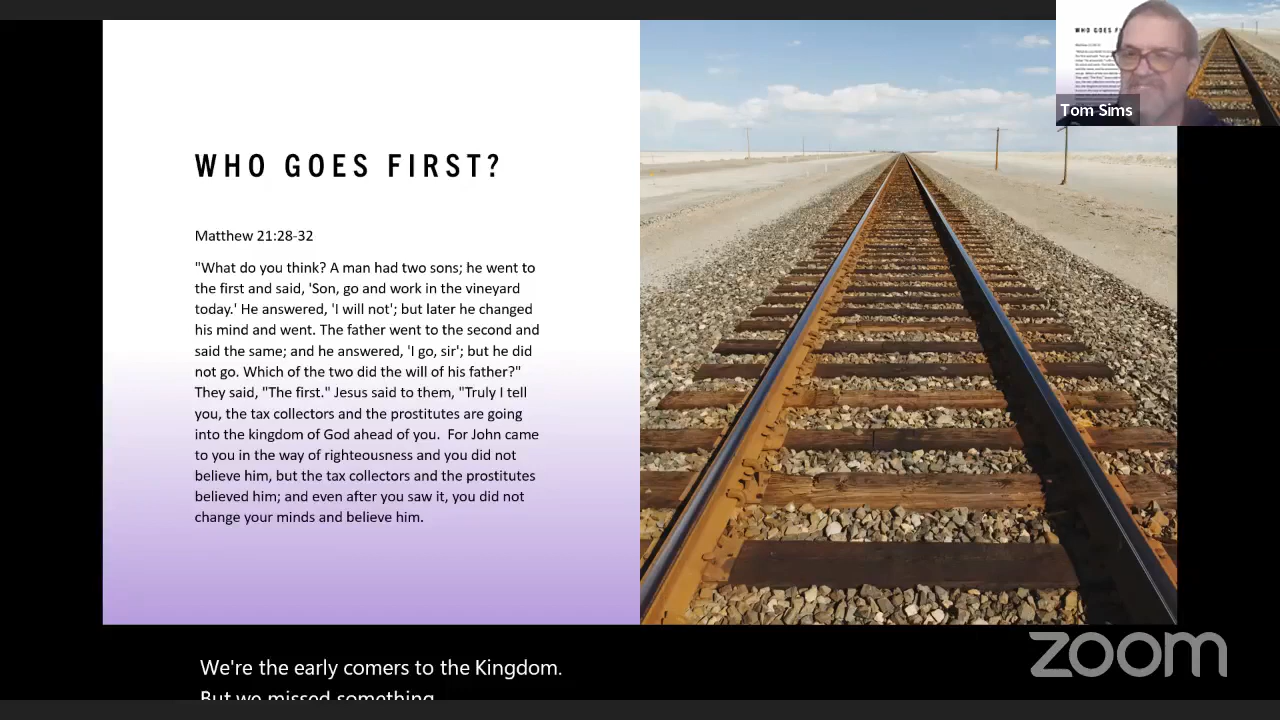 WHO GOES FIRST?
Matthew 21:28-32
"What do you think? A man had two sons; he went to
the first and said, 'Son, go and work in the vineyard
today.' He answered, 'I will not'; but later he changed
his mind and went. The father went to the second and
said the same; and he answered, 'I go, sir'; but he did
not go. Which of the two did the will of his father?"
They said, "The first." Jesus said to them, "Truly I tell
you, the tax collectors and the prostitutes are going
into the kingdom of God ahead of you.  For John came
to you in the way of righteousness and you did not
believe him, but the tax collectors and the prostitutes
believed him; and even after you saw it, you did not
change your minds and believe him.
WHO GOES F
Tom Sims
zoom
We're the early comers to the Kingdom.
But we missed something